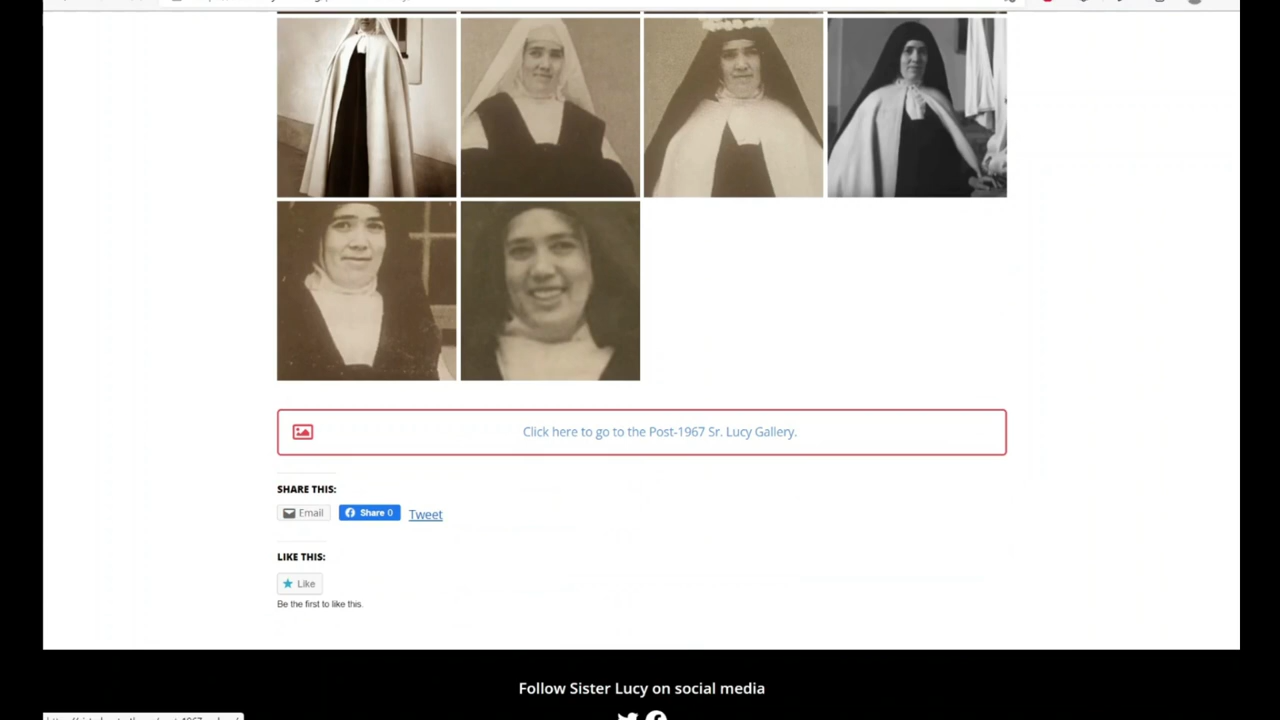 Click here to go to the Post-1967 Sr. Lucy Gallery.
SHARE THIS:
Email
Share 0
Tweet
LIKE THIS:
Like
Be the first to like this.
Follow Sister Lucy on social media